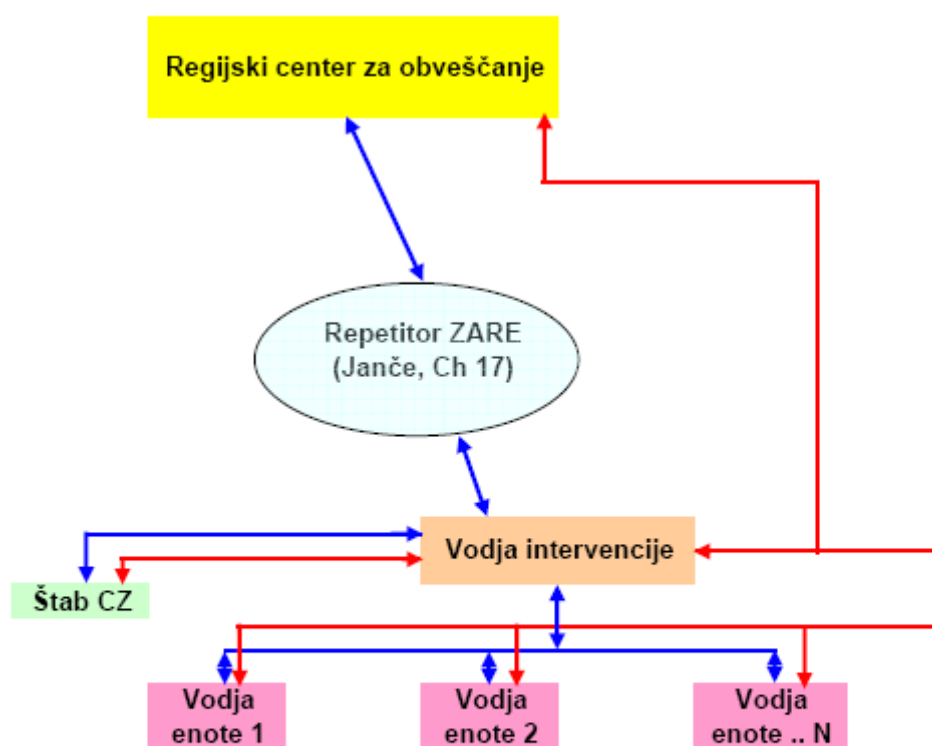 Regijski center za obveščanje
Repetitor ZARE
(Janče, Ch 17)
Vodja intervencije
Štab CZ
Vodja
enote 1
Vodja
enote 2
Vodja
enote .. N